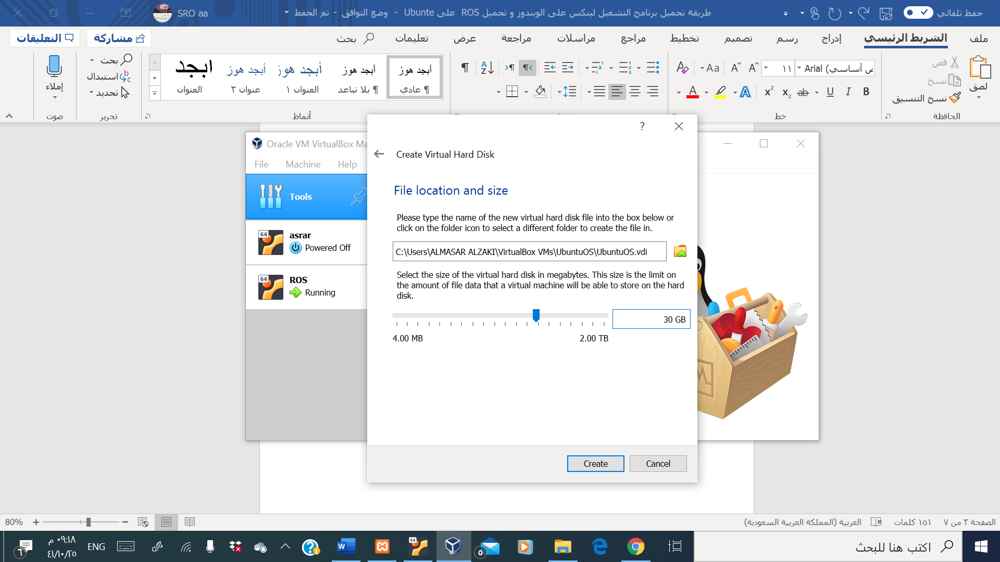 SRO aa
طريقة تحميل برنامج التشغيل لينكس على الويندوز و تحميل ROS على Ubunte - وضع التوافق - تم الحفظ
حفظ تلقائي
ملف
الشريط الرئيسي
إدراج
رسم
تصميم
تخطيط
مراجع
مراسلات
مراجعة
عرض
تعليمات
بحث
مشاركة
التعليقات
لصق
قص
نسخ
نسخ التنسيق
الحافظة
ص أساسي) Arial
١١
Aa
خط
أبجد هوز
¶ عادي
أبجد هوز
¶ بلا تباعد
أبجد هوز
العنوان ١
أبجد هوز
عنوان ٢
ابجد
العنوان
أنماط
بحث
استبدال
تحديد
تحرير
إملاء
صوت
Oracle VM VirtualBox Ma
File Machine Help
Tools
64
asrar
Powered Off
64
ROS
Running
?
Create Virtual Hard Disk
File location and size
Please type the name of the new virtual hard disk file into the box below or
click on the folder icon to select a different folder to create the file in.
C:\Users\ALMASAR ALZAKI\VirtualBox VMs\UbuntuOS\UbuntuOS.vdi
Select the size of the virtual hard disk in megabytes. This size is the limit on
the amount of file data that a virtual machine will be able to store on the hard
disk.
30 GB
4.00 MB
2.00 TB
Create
Cancel
الصفحة ٣ من ٧
١٥١ كلمات
العربية (المملكة العربية السعودية)
80%
اكتب هنا للبحث
٥
64
ENG
٠٩:١٨ م
٤١/١٠/٢٥
٦